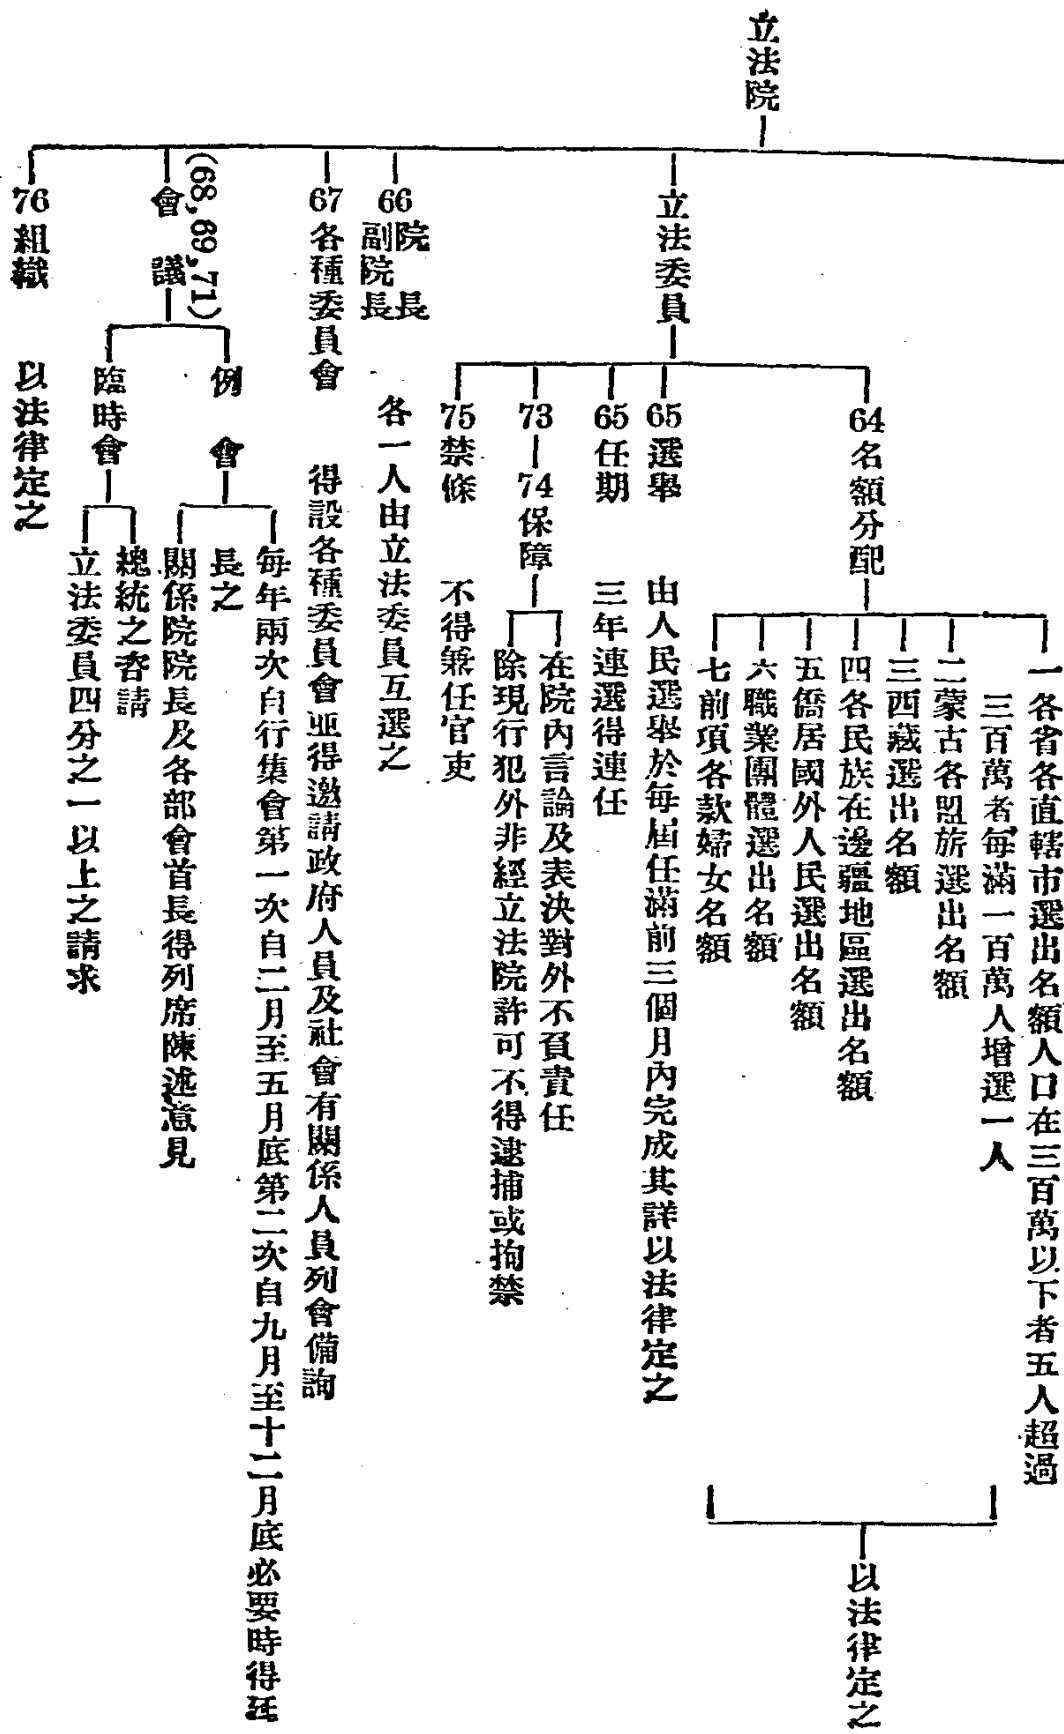 立法院
立法委員
64名額分配
一各省各直轄市選出名額人口在三百萬以下者五人超過
三百萬者每滿一百萬人增選一人
二蒙古各盟旂選出名額
三西藏選出名額
四各民族在邊疆地區選出名額
五僑居國外人民選出名額
六職業團體選出名額
七前項各款婦女名額
以法律定之
65選舉
由人民選舉於每屆任滿前三個月內完成其詳以法律定之
65任期
三年連選得連任
73—74保障
在院內言論及表決對外不負責任
除現行犯外非經立法院許可不得逮捕或拘禁
75禁條
不得兼任官吏
66院長
副院長
各一人由立法委員互選之
67各種委員會
得設各種委員會並得邀請政府人員及社會有關係人員列會備詢
(68,69,71)
會議
例會
每年兩次自行集會第一次自二月至五月底第二次自九月至十二月底必要時得延
長之
關係院院長及各部會首長得列席陳述意見
臨時會
總統之咨請
立法委員四分之一以上之請求
76組織
以法律定之